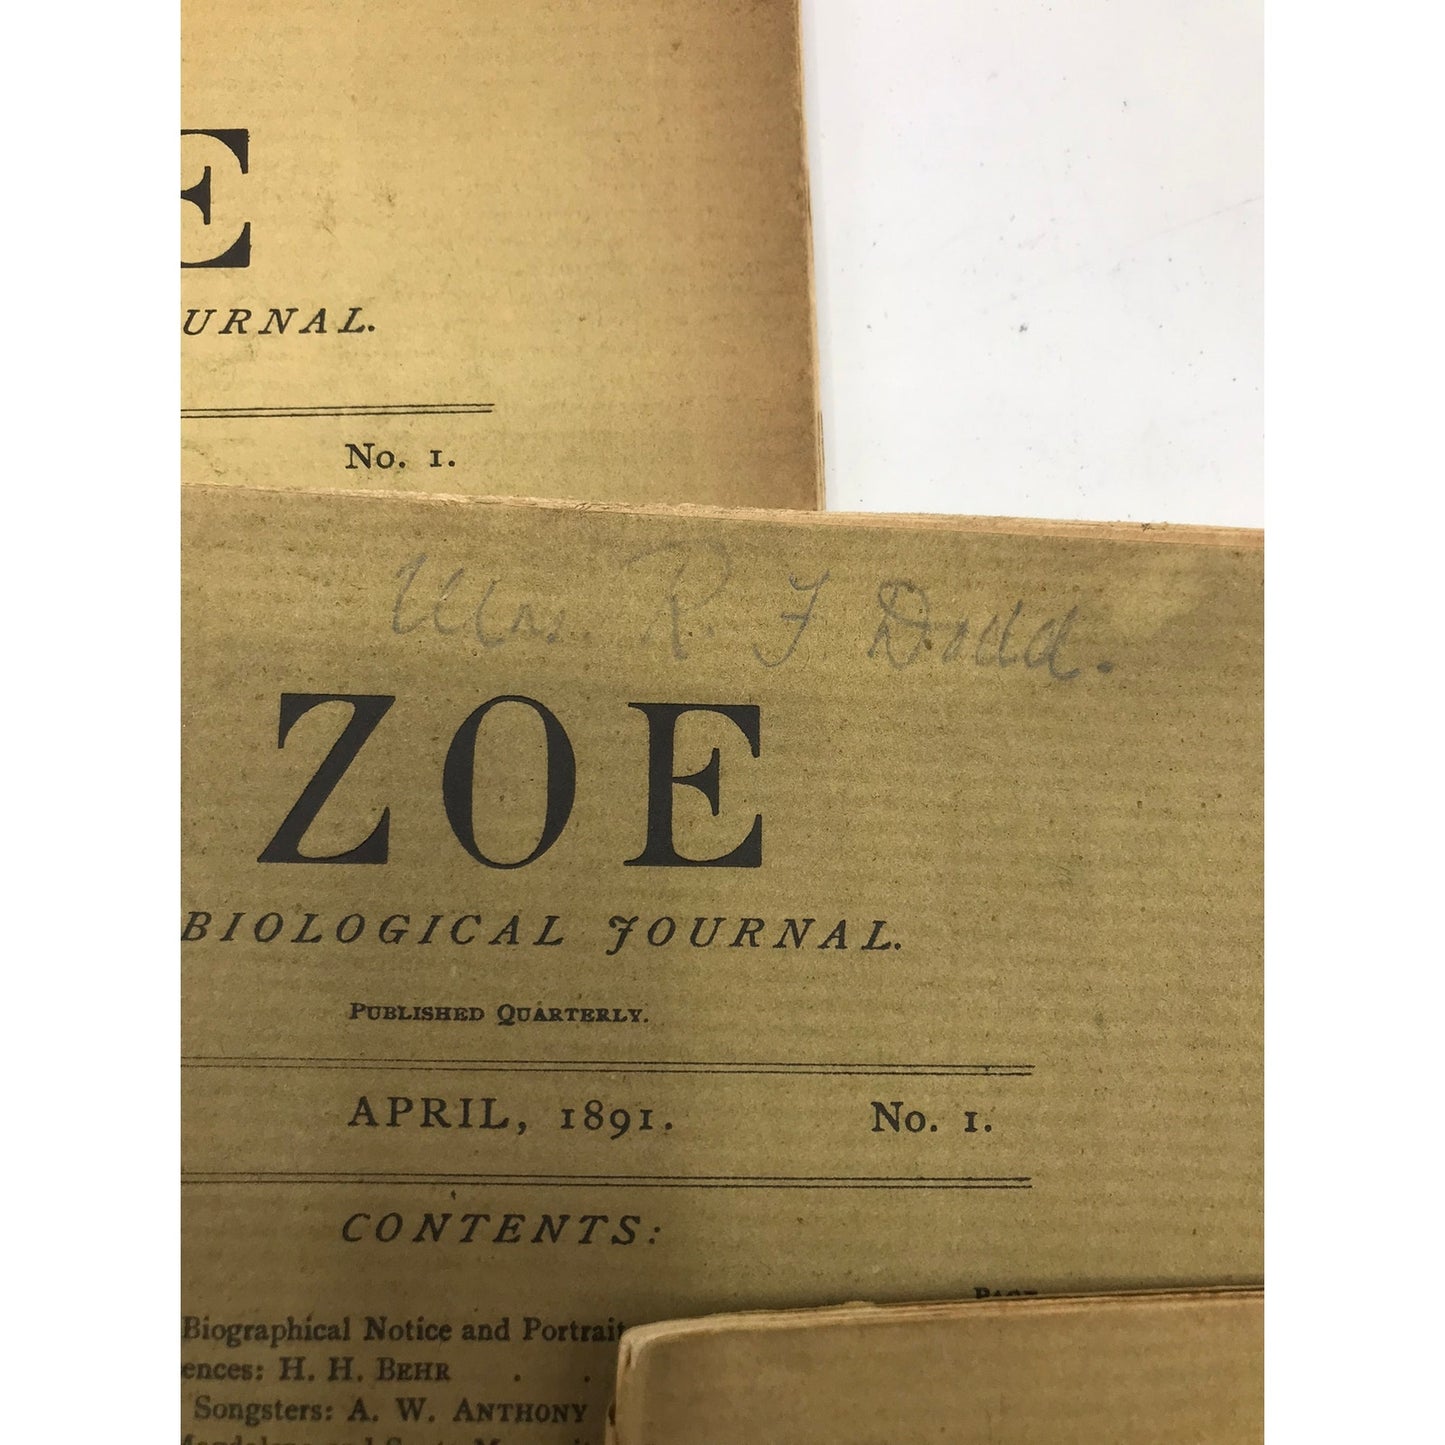 E
URNAL.
No. 1.
Mrs. R. F Dodd.
ZOE
BIOLOGICAL JOURNAL.
PUBLISHED QUARTERLY.
APRIL, 1891. No. 1.
CONTENTS:
PAGE
Biographical Notice and Portrait
ences: H. H. BEHR . .
Songsters: A. W. ANTHONY